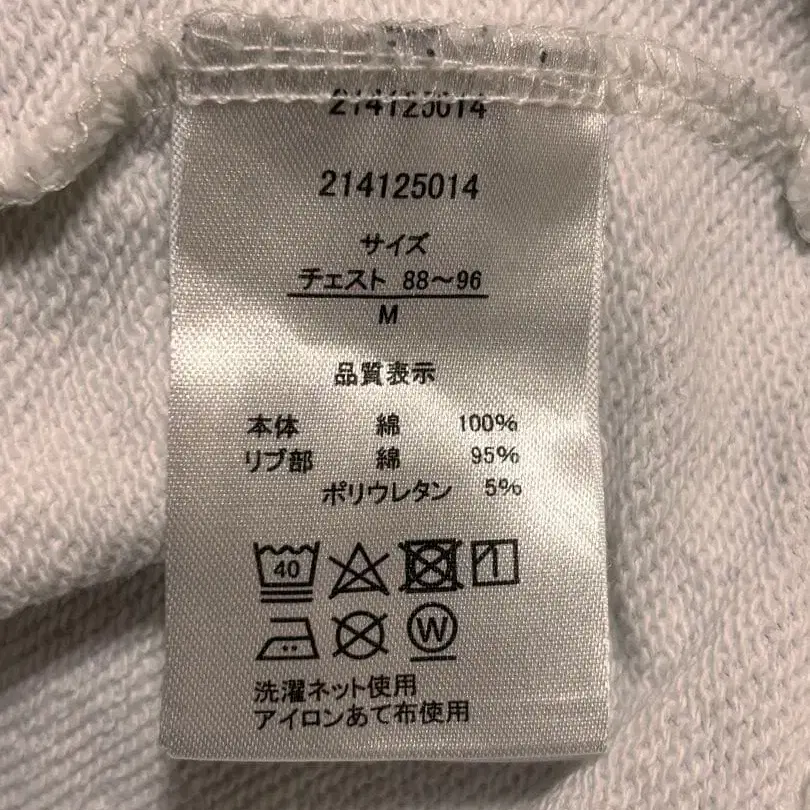 214125014
214125014
サイズ
チェスト 88～96
M
品質表示
本体 綿 100%
リブ部 綿 95%
ポリウレタン 5%
40
W
洗濯ネット使用
アイロンあて布使用